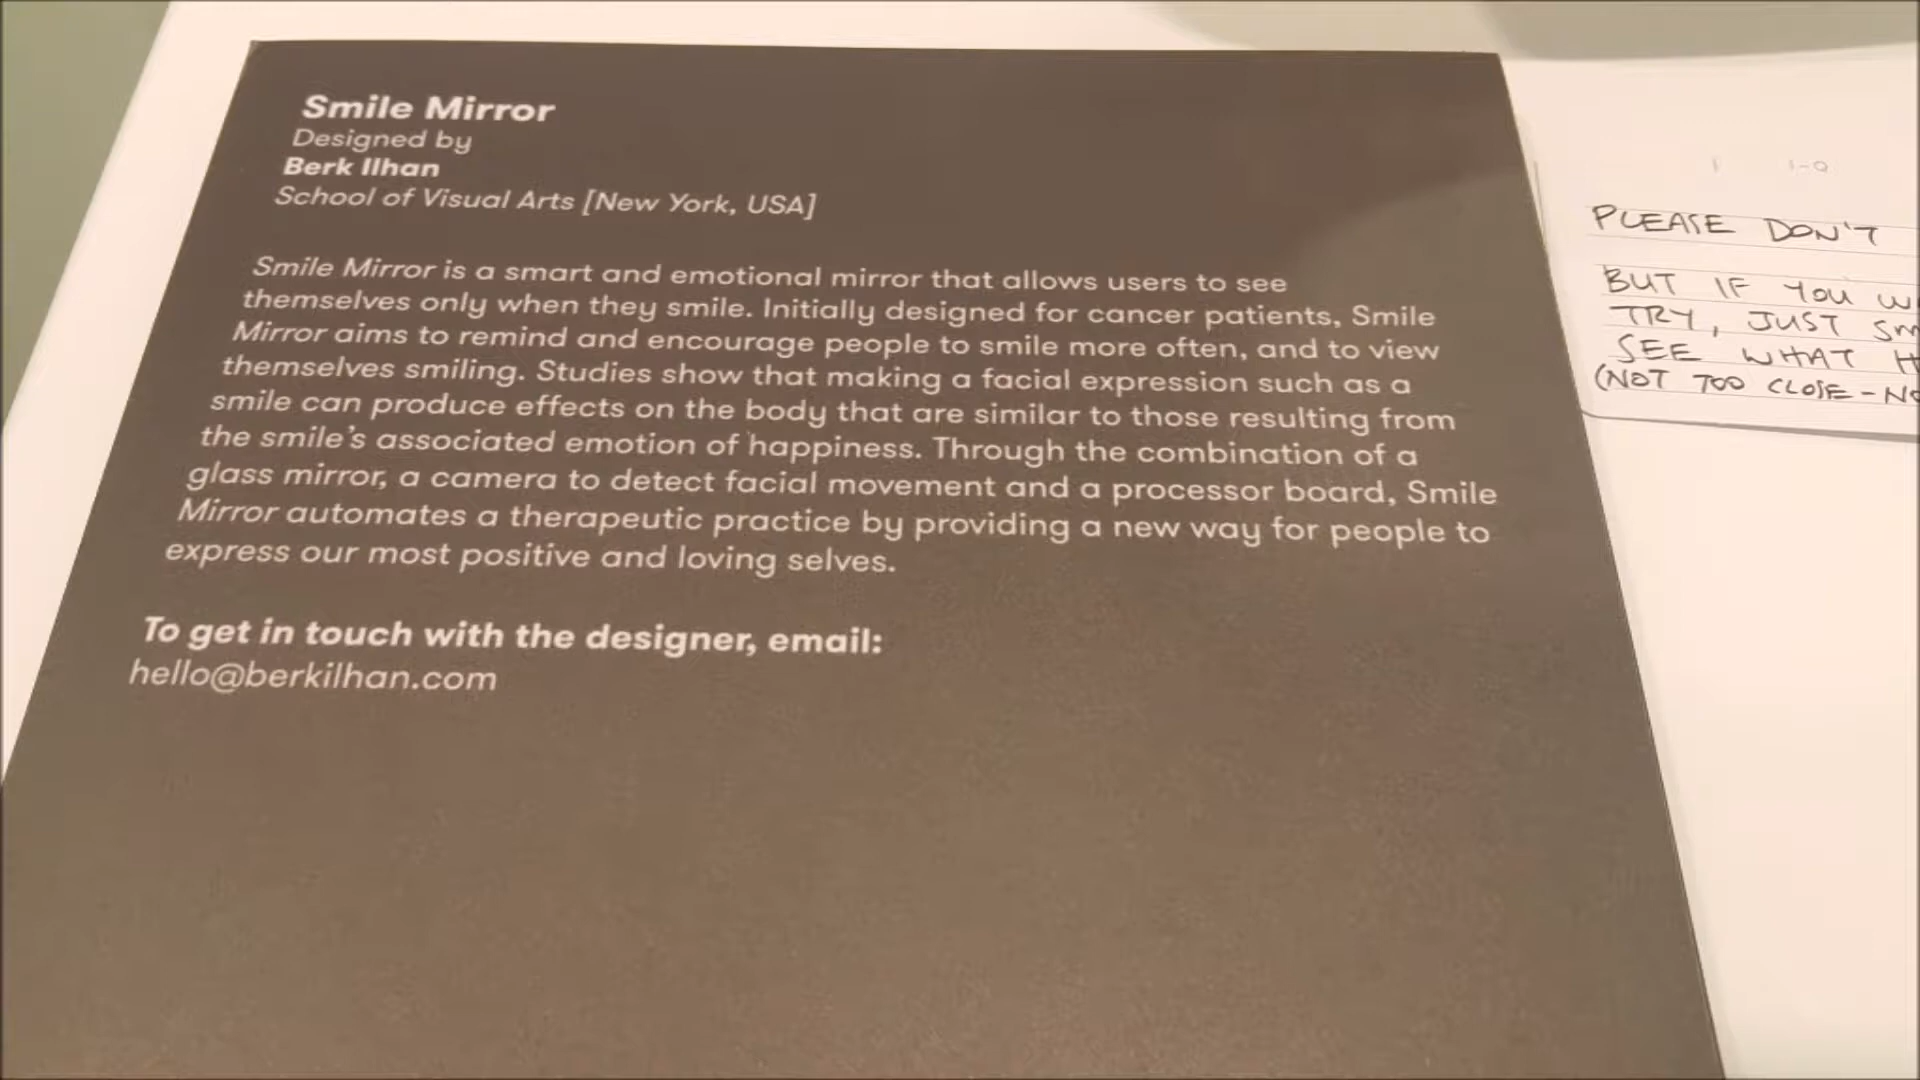 Smile Mirror
Designed by
Berk Ilhan
School of Visual Arts [New York, USA]
Smile Mirror is a smart and emotional mirror that allows users to see
themselves only when they smile. Initially designed for cancer patients, Smile
Mirror aims to remind and encourage people to smile more often, and to view
themselves smiling. Studies show that making a facial expression such as a
smile can produce effects on the body that are similar to those resulting from
the smile's associated emotion of happiness. Through the combination of a
glass mirror, a camera to detect facial movement and a processor board, Smile
Mirror automates a therapeutic practice by providing a new way for people to
express our most positive and loving selves.
To get in touch with the designer, email:
hello@berkilhan.com
PLEASE DON'T
BUT IF YOU
TRY, JUST
SEE WHAT
(NOT TOO CLOSE -